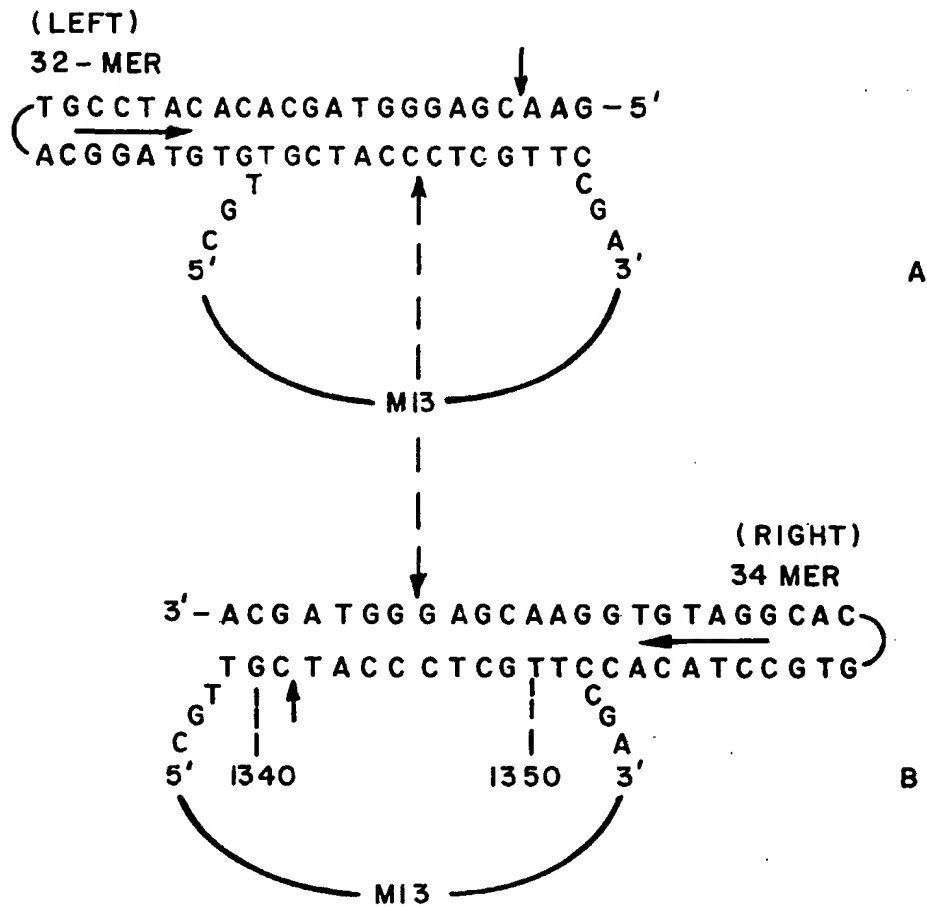 (LEFT)
32-MER
TGCCTACACACGATGGGAGCAAG-5'
ACGGATGTGTGCTACCCTCGTTC
T
C
G
G
C
A
5'
3'
A
M13
(RIGHT)
34 MER
3'-ACGATGGGAGCAAGGTGTAGGCAC
TGCTACCCTCGTTCCACATCCGTG
T
C
G
G
C
A
5'
1340
1350
3'
B
M13